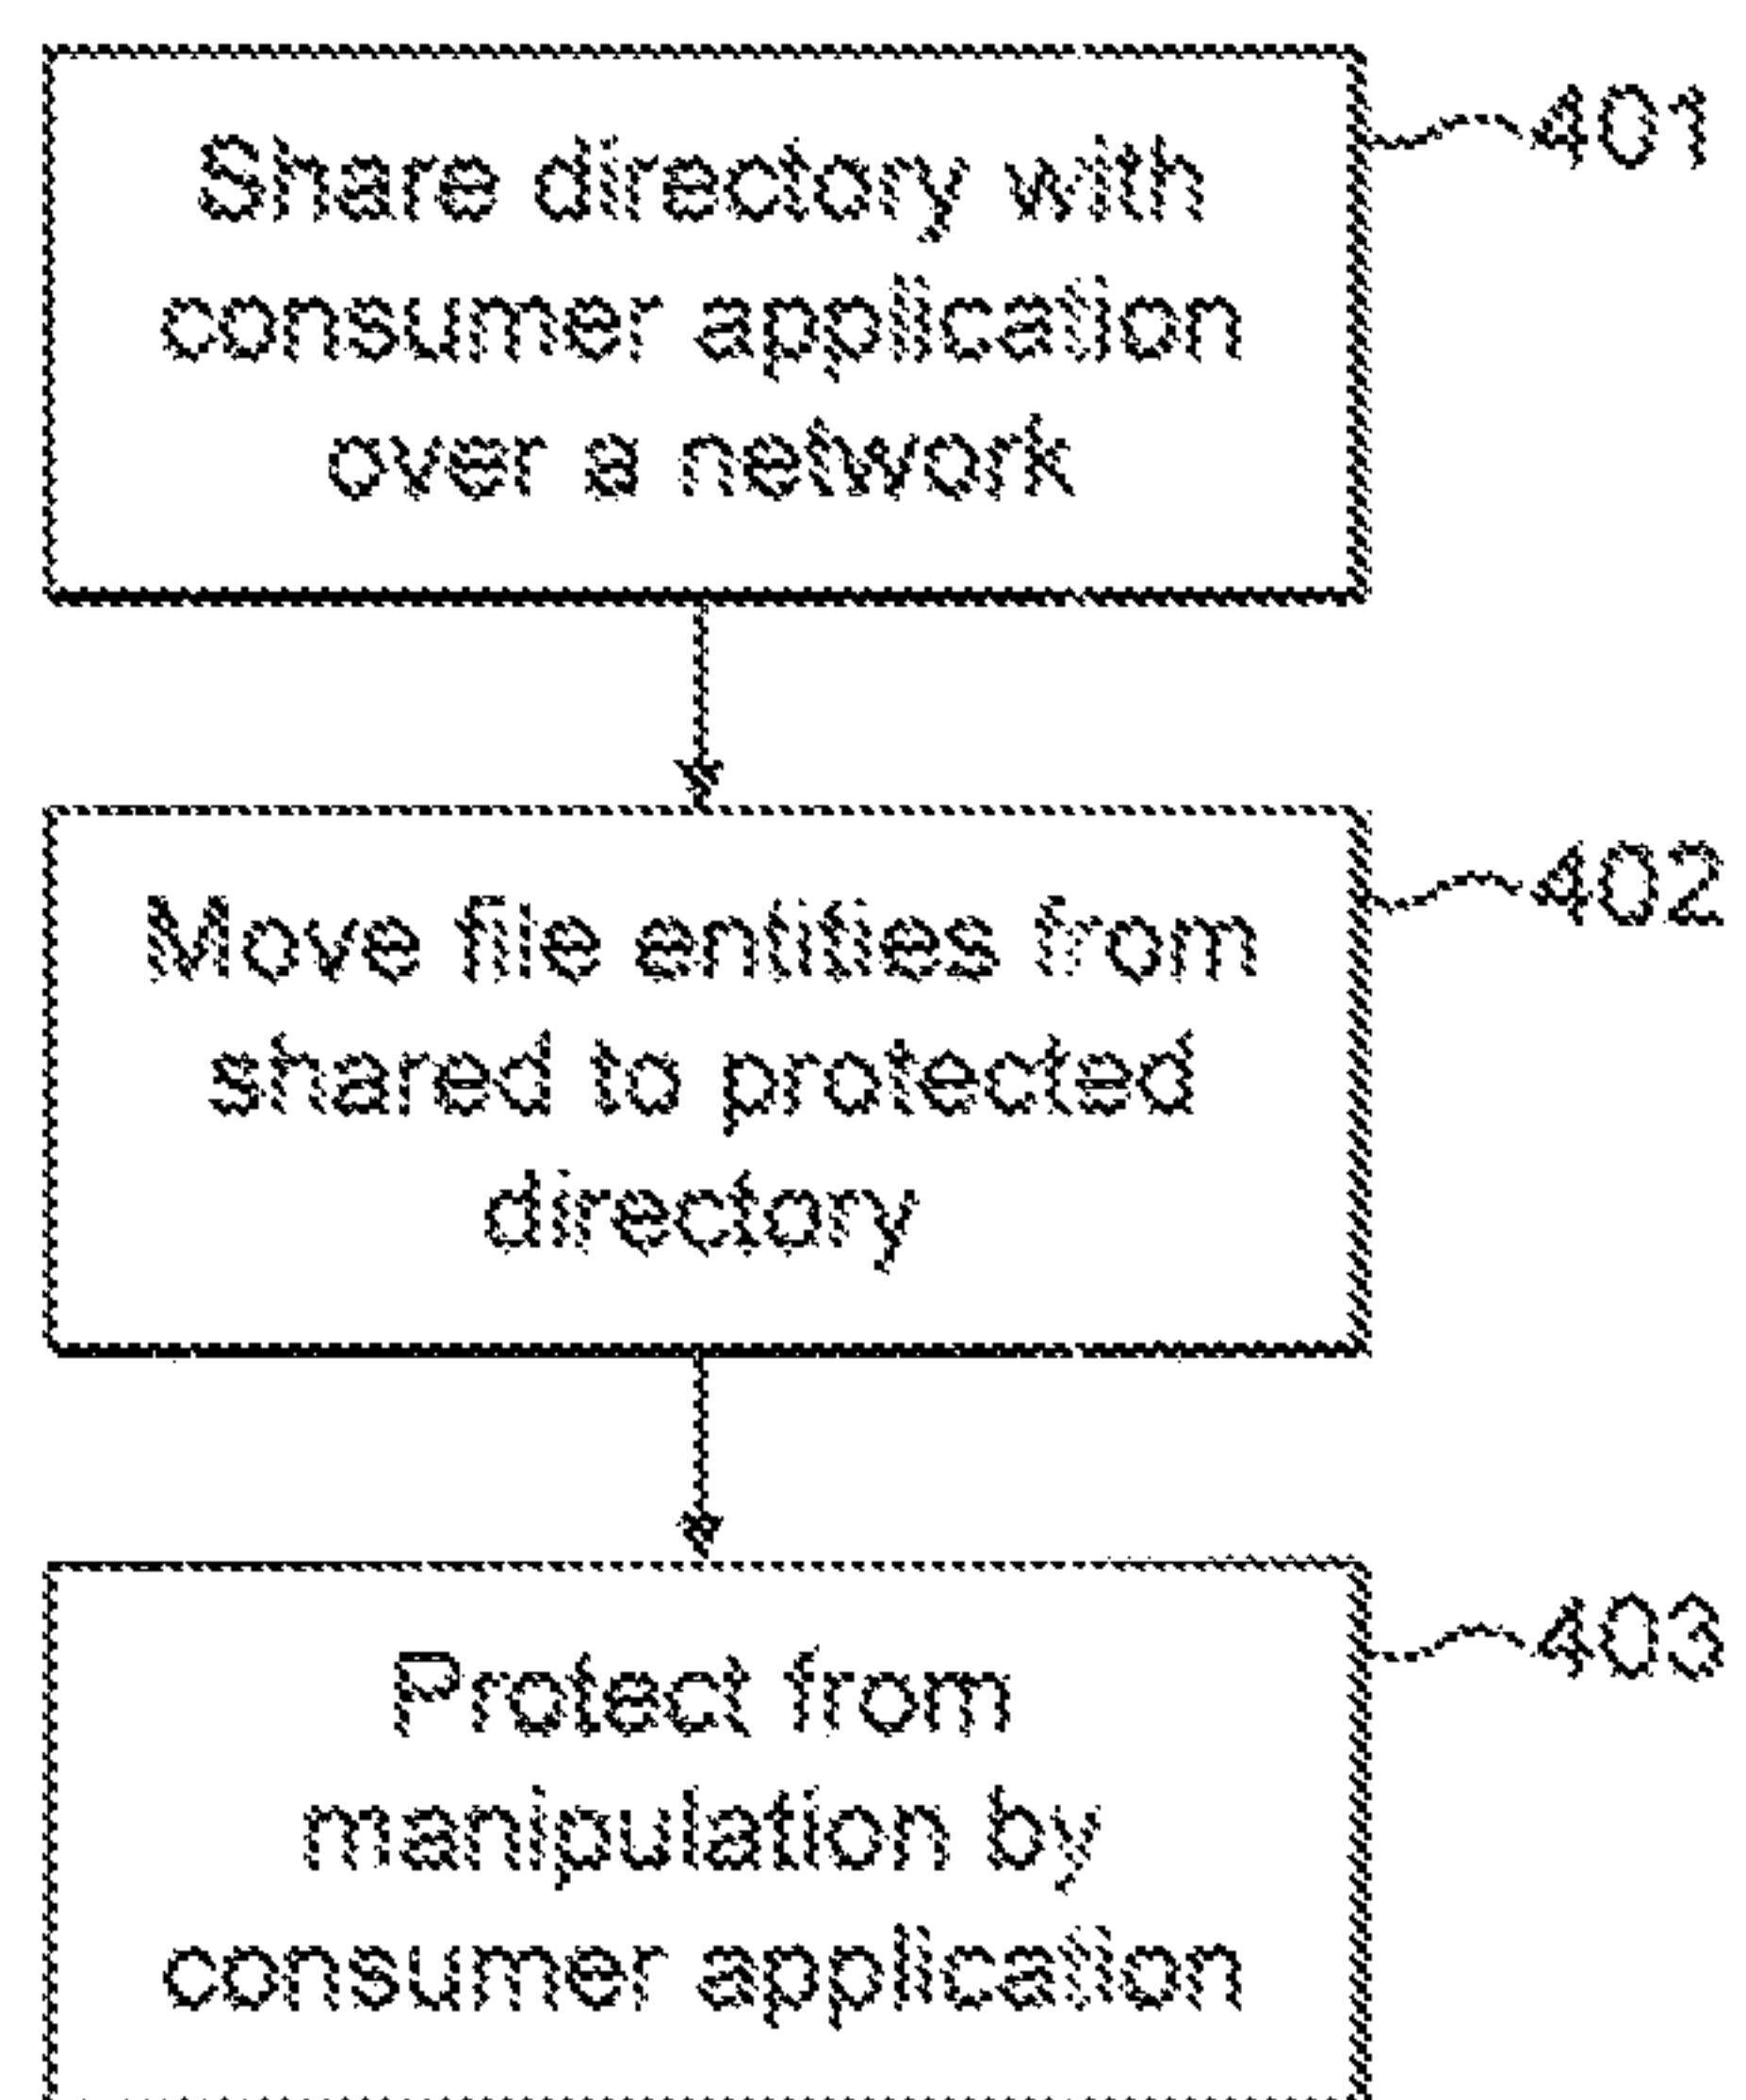 Share directory with
consumer application
over a network
401
Move file entities from
shared to protected
directory
402
Protect from
manipulation by
consumer application
403